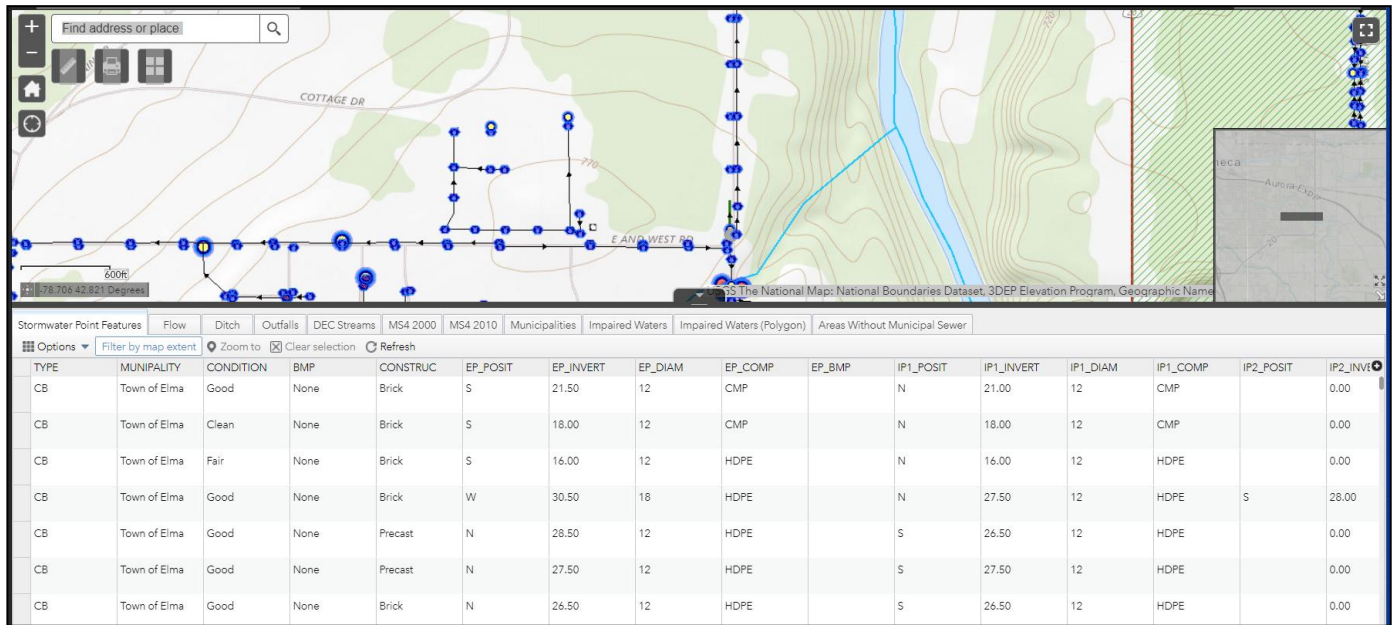 + Find address or place
−
COTTAGE DR
770
220
eca
Aurora Expy
20
E AND WEST RD
600ft
-78.706 42.821 Degrees
USGS The National Map: National Boundaries Dataset, 3DEP Elevation Program, Geographic Name
Stormwater Point Features Flow Ditch Outfalls DEC Streams MS4 2000 MS4 2010 Municipalities Impaired Waters Impaired Waters (Polygon) Areas Without Municipal Sewer
Options Filter by map extent Zoom to Clear selection Refresh
TYPE MUNIPALITY CONDITION BMP CONSTRUC EP_POSIT EP_INVERT EP_DIAM EP_COMP EP_BMP IP1_POSIT IP1_INVERT IP1_DIAM IP1_COMP IP2_POSIT IP2_INVE
CB Town of Elma Good None Brick S 21.50 12 CMP N 21.00 12 CMP 0.00
CB Town of Elma Clean None Brick S 18.00 12 CMP N 18.00 12 CMP 0.00
CB Town of Elma Fair None Brick S 16.00 12 HDPE N 16.00 12 HDPE 0.00
CB Town of Elma Good None Brick W 30.50 18 HDPE N 27.50 12 HDPE S 28.00
CB Town of Elma Good None Precast N 28.50 12 HDPE S 26.50 12 HDPE 0.00
CB Town of Elma Good None Precast N 27.50 12 HDPE S 27.50 12 HDPE 0.00
CB Town of Elma Good None Brick N 26.50 12 HDPE S 26.50 12 HDPE 0.00